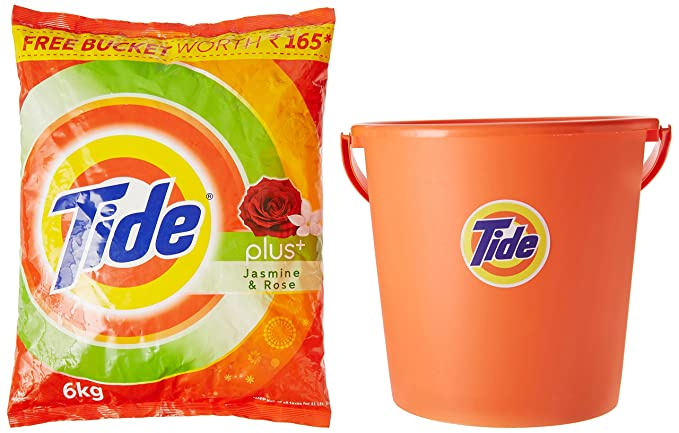 FREE BUCKET WORTH ₹165*
Tide®
plus+
Jasmine
& Rose
6kg
Tide